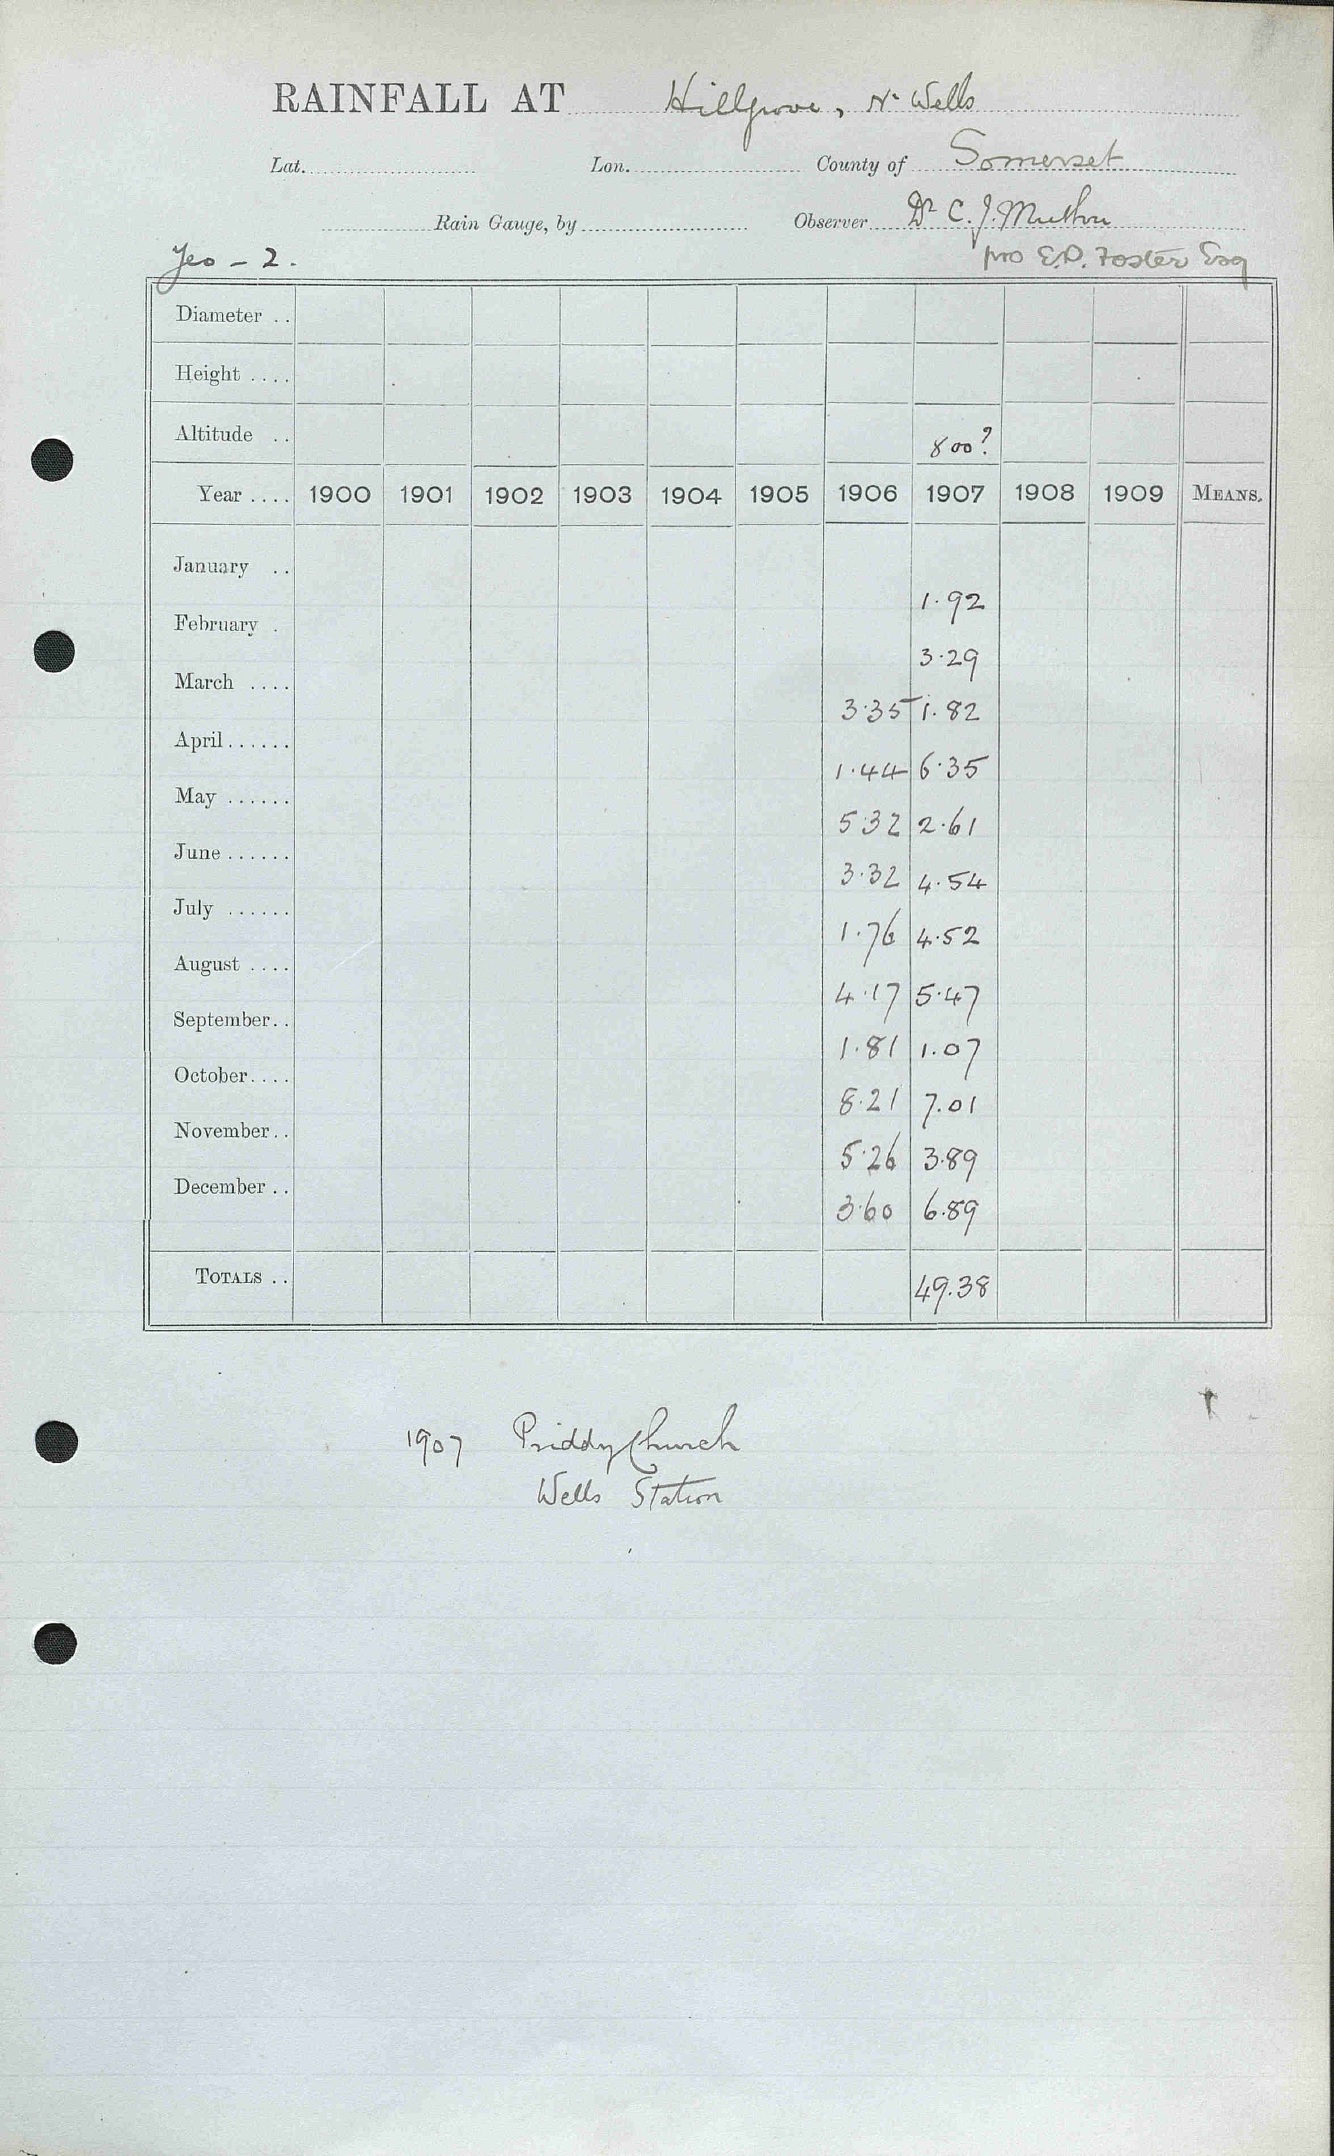 RAINFALL AT Hillgrove, Nr Wells
Lat. Lon. County of Somerset
Rain Gauge, by Observer Dr C. J. Muthu
Yeo - 2. pro E.D. Foster Esq
Diameter ..
Height ....
Altitude .. 800?
Year .... 1900 1901 1902 1903 1904 1905 1906 1907 1908 1909 MEANS.
January .. 1.92
February . 3.29
March .... 3.35 1.82
April...... 1.44 6.35
May ...... 5.32 2.61
June ...... 3.32 4.54
July ...... 1.76 4.52
August .... 4.17 5.47
September.. 1.81 1.07
October.... 8.21 7.01
November.. 5.26 3.89
December .. 3.60 6.89
TOTALS .. 49.38
1907 Priddy Church
Wells Station